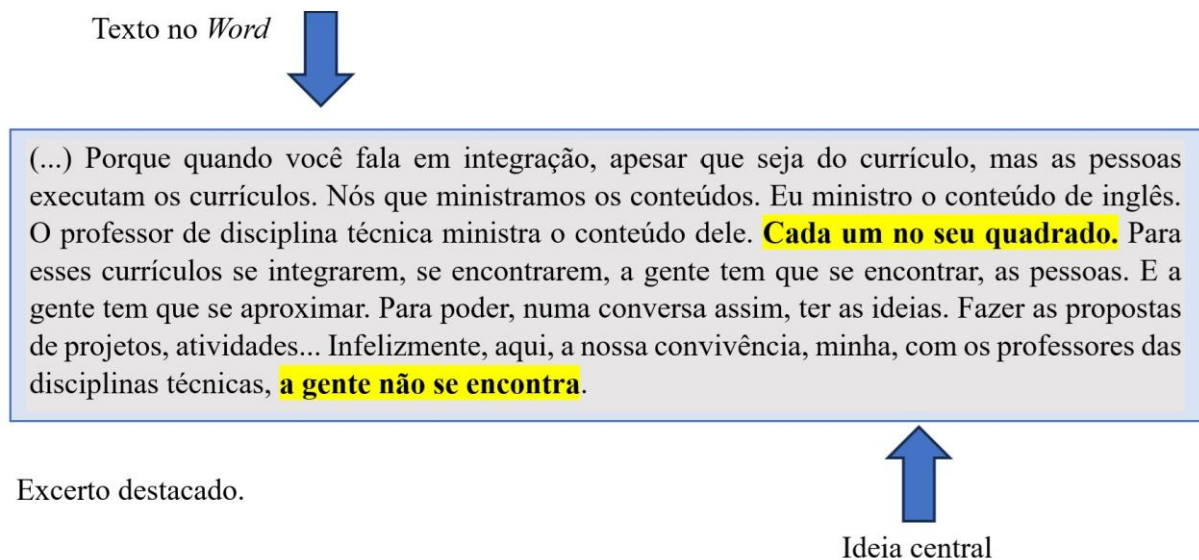 Texto no Word
(...) Porque quando você fala em integração, apesar que seja do currículo, mas as pessoas
executam os currículos. Nós que ministramos os conteúdos. Eu ministro o conteúdo de inglês.
O professor de disciplina técnica ministra o conteúdo dele. Cada um no seu quadrado. Para
esses currículos se integrarem, se encontrarem, a gente tem que se encontrar, as pessoas. E a
gente tem que se aproximar. Para poder, numa conversa assim, ter as ideias. Fazer as propostas
de projetos, atividades... Infelizmente, aqui, a nossa convivência, minha, com os professores das
disciplinas técnicas, a gente não se encontra.
Excerto destacado.
Ideia central